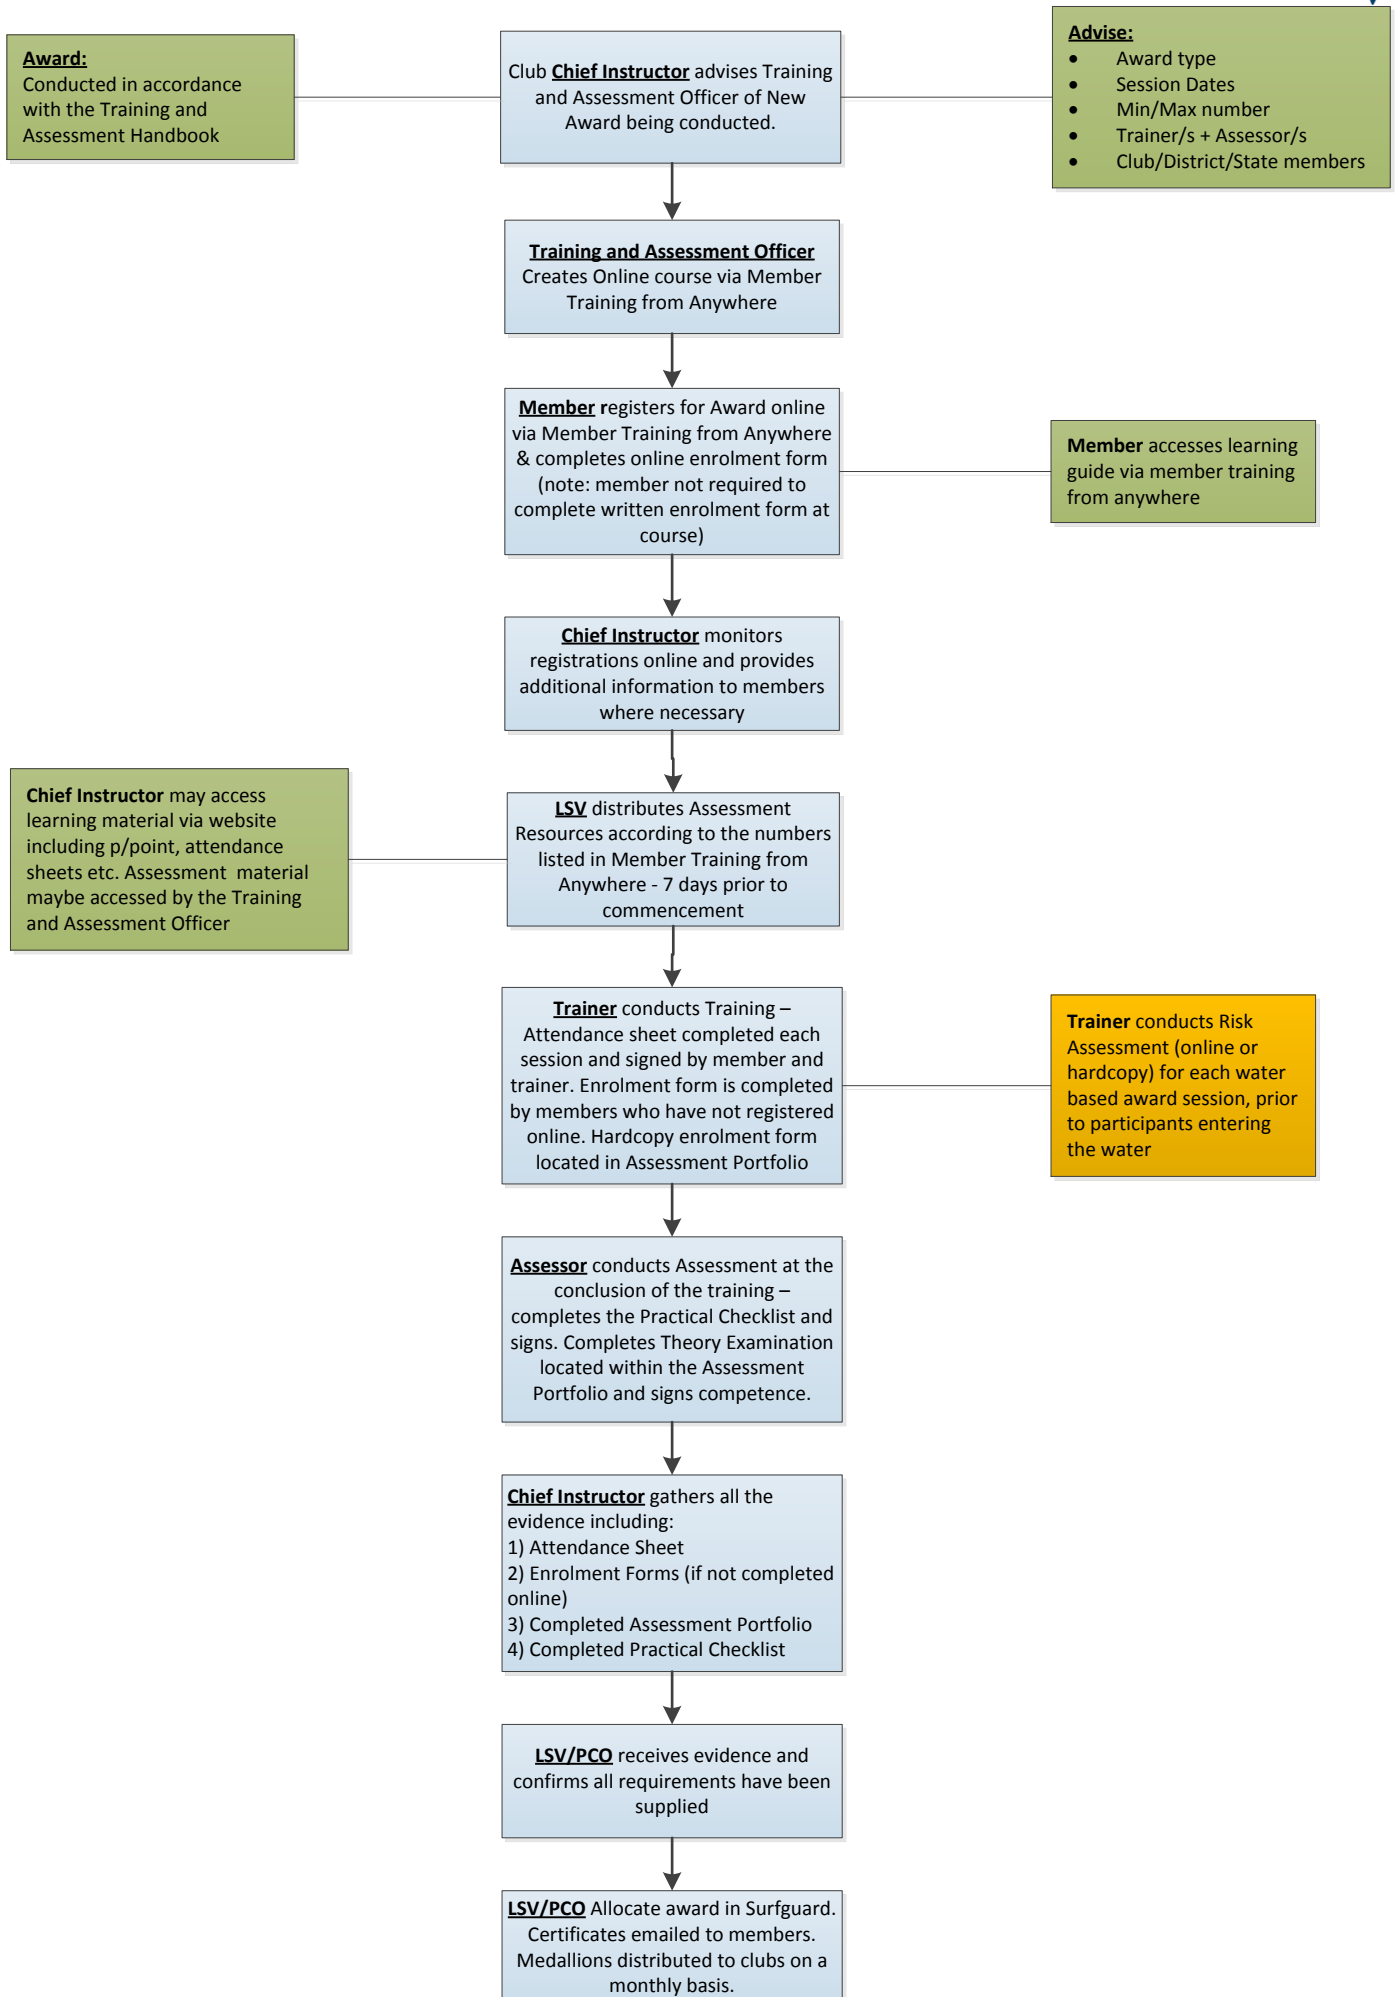 Award:
Conducted in accordance
with the Training and
Assessment Handbook
Club Chief Instructor advises Training
and Assessment Officer of New
Award being conducted.
Advise:
• Award type
• Session Dates
• Min/Max number
• Trainer/s + Assessor/s
• Club/District/State members
Training and Assessment Officer
Creates Online course via Member
Training from Anywhere
Member registers for Award online
via Member Training from Anywhere
& completes online enrolment form
(note: member not required to
complete written enrolment form at
course)
Member accesses learning
guide via member training
from anywhere
Chief Instructor monitors
registrations online and provides
additional information to members
where necessary
Chief Instructor may access
learning material via website
including p/point, attendance
sheets etc. Assessment  material
maybe accessed by the Training
and Assessment Officer
LSV distributes Assessment
Resources according to the numbers
listed in Member Training from
Anywhere - 7 days prior to
commencement
Trainer conducts Training –
Attendance sheet completed each
session and signed by member and
trainer. Enrolment form is completed
by members who have not registered
online. Hardcopy enrolment form
located in Assessment Portfolio
Trainer conducts Risk
Assessment (online or
hardcopy) for each water
based award session, prior
to participants entering
the water
Assessor conducts Assessment at the
conclusion of the training –
completes the Practical Checklist and
signs. Completes Theory Examination
located within the Assessment
Portfolio and signs competence.
Chief Instructor gathers all the
evidence including:
1) Attendance Sheet
2) Enrolment Forms (if not completed
online)
3) Completed Assessment Portfolio
4) Completed Practical Checklist
LSV/PCO receives evidence and
confirms all requirements have been
supplied
LSV/PCO Allocate award in Surfguard.
Certificates emailed to members.
Medallions distributed to clubs on a
monthly basis.